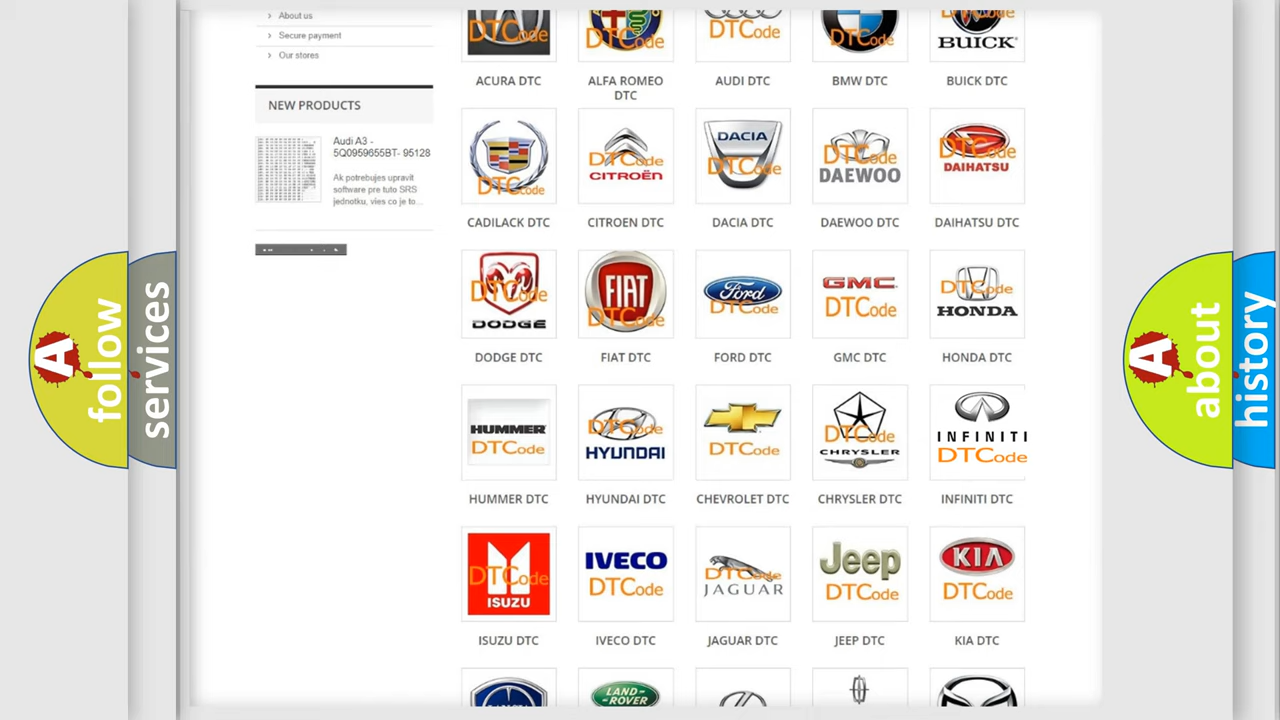 About us
Secure payment
Our stores
NEW PRODUCTS
Audi A3 -
5Q0959655BT- 95128
Ak potrebujes upravit
software pre tuto SRS
jednotku, vies co je to...
DTCode
DTCode
DTCode
DTCode
BUICK
ACURA DTC
ALFA ROMEO
DTC
AUDI DTC
BMW DTC
BUICK DTC
DTCode
DTCode
CITROËN
DACIA
DTCode
DTCode
DAEWOO
DTCode
DAIHATSU
CADILACK DTC
CITROEN DTC
DACIA DTC
DAEWOO DTC
DAIHATSU DTC
DTCode
DODGE
FIAT
DTCode
Ford
DTCode
GMC
DTCode
DTCode
HONDA
DODGE DTC
FIAT DTC
FORD DTC
GMC DTC
HONDA DTC
HUMMER
DTCode
DTCode
HYUNDAI
DTCode
DTCode
CHRYSLER
INFINITI
DTCode
HUMMER DTC
HYUNDAI DTC
CHEVROLET DTC
CHRYSLER DTC
INFINITI DTC
DTCode
ISUZU
IVECO
DTCode
DTCode
JAGUAR
Jeep
DTCode
KIA
DTCode
ISUZU DTC
IVECO DTC
JAGUAR DTC
JEEP DTC
KIA DTC
LAND-
ROVER
A follow
services
A about
history